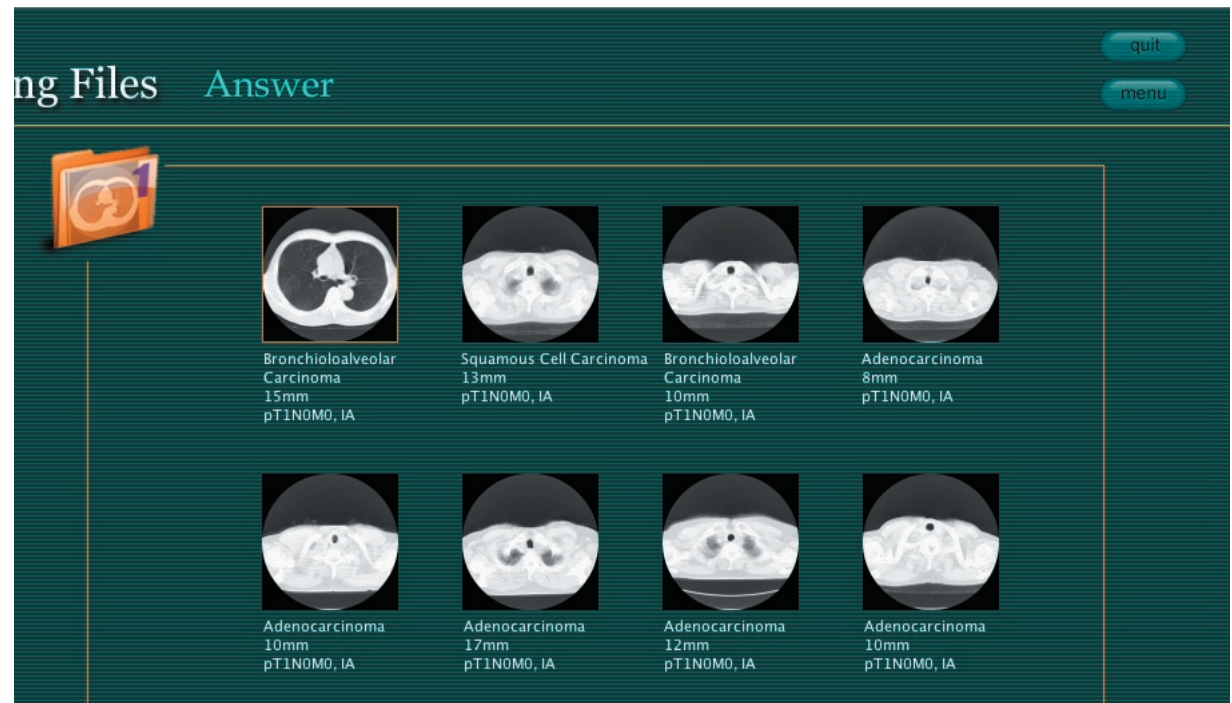 quit
ng Files Answer
menu
1
Bronchioloalveolar
Carcinoma
15mm
pT1N0M0, IA
Squamous Cell Carcinoma
13mm
pT1N0M0, IA
Bronchioloalveolar
Carcinoma
10mm
pT1N0M0, IA
Adenocarcinoma
8mm
pT1N0M0, IA
Adenocarcinoma
10mm
pT1N0M0, IA
Adenocarcinoma
17mm
pT1N0M0, IA
Adenocarcinoma
12mm
pT1N0M0, IA
Adenocarcinoma
10mm
pT1N0M0, IA